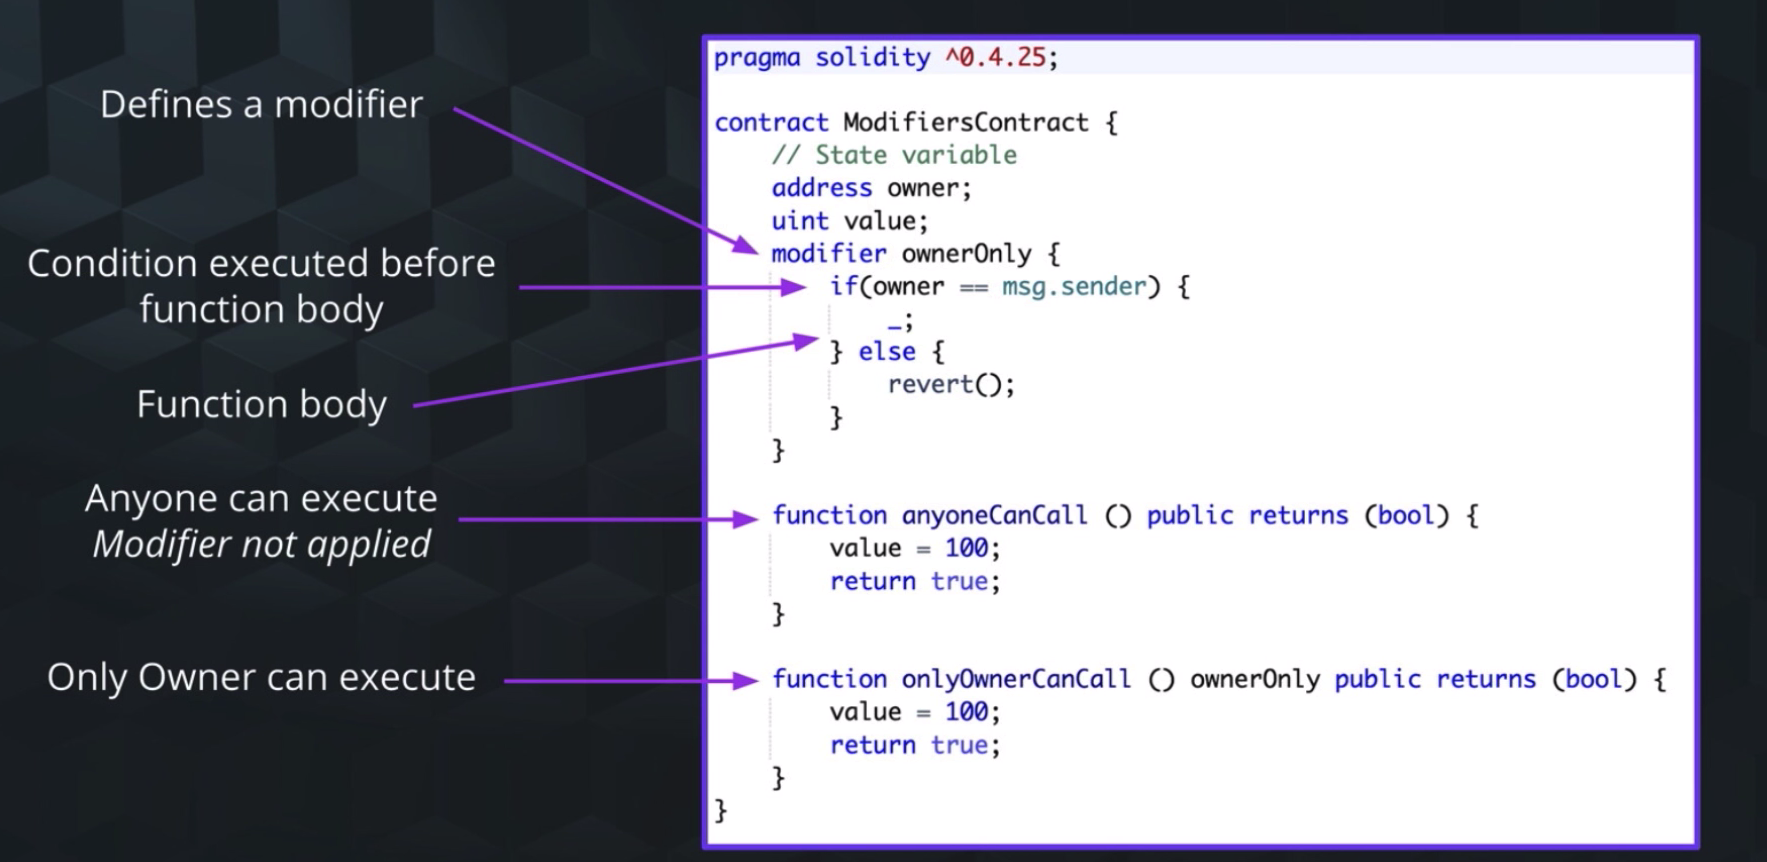 Defines a modifier
Condition executed before
function body
Function body
Anyone can execute
Modifier not applied
Only Owner can execute
pragma solidity ^0.4.25;
contract ModifiersContract {
// State variable
address owner;
uint value;
modifier ownerOnly {
if(owner == msg.sender) {
_;
} else {
revert();
}
}
function anyoneCanCall () public returns (bool) {
value = 100;
return true;
}
function onlyOwnerCanCall () ownerOnly public returns (bool) {
value = 100;
return true;
}
}